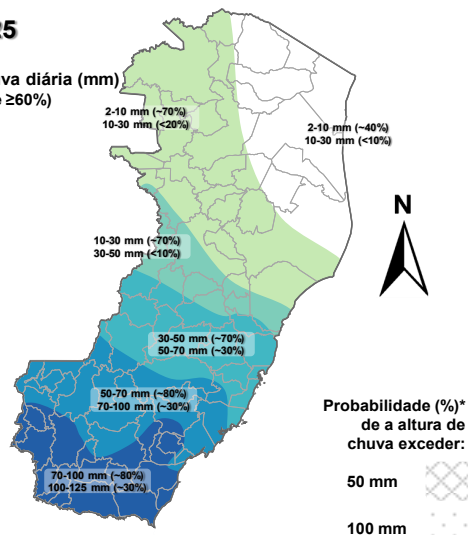 25
uva diária (mm)
e ≥60%)
2-10 mm (~70%)
10-30 mm (<20%)
2-10 mm (~40%)
10-30 mm (<10%)
N
10-30 mm (~70%)
30-50 mm (<10%)
30-50 mm (~70%)
50-70 mm (~30%)
50-70 mm (~80%)
70-100 mm (~30%)
Probabilidade (%)*
de a altura de
chuva exceder:
70-100 mm (~80%)
100-125 mm (~30%)
50 mm
100 mm